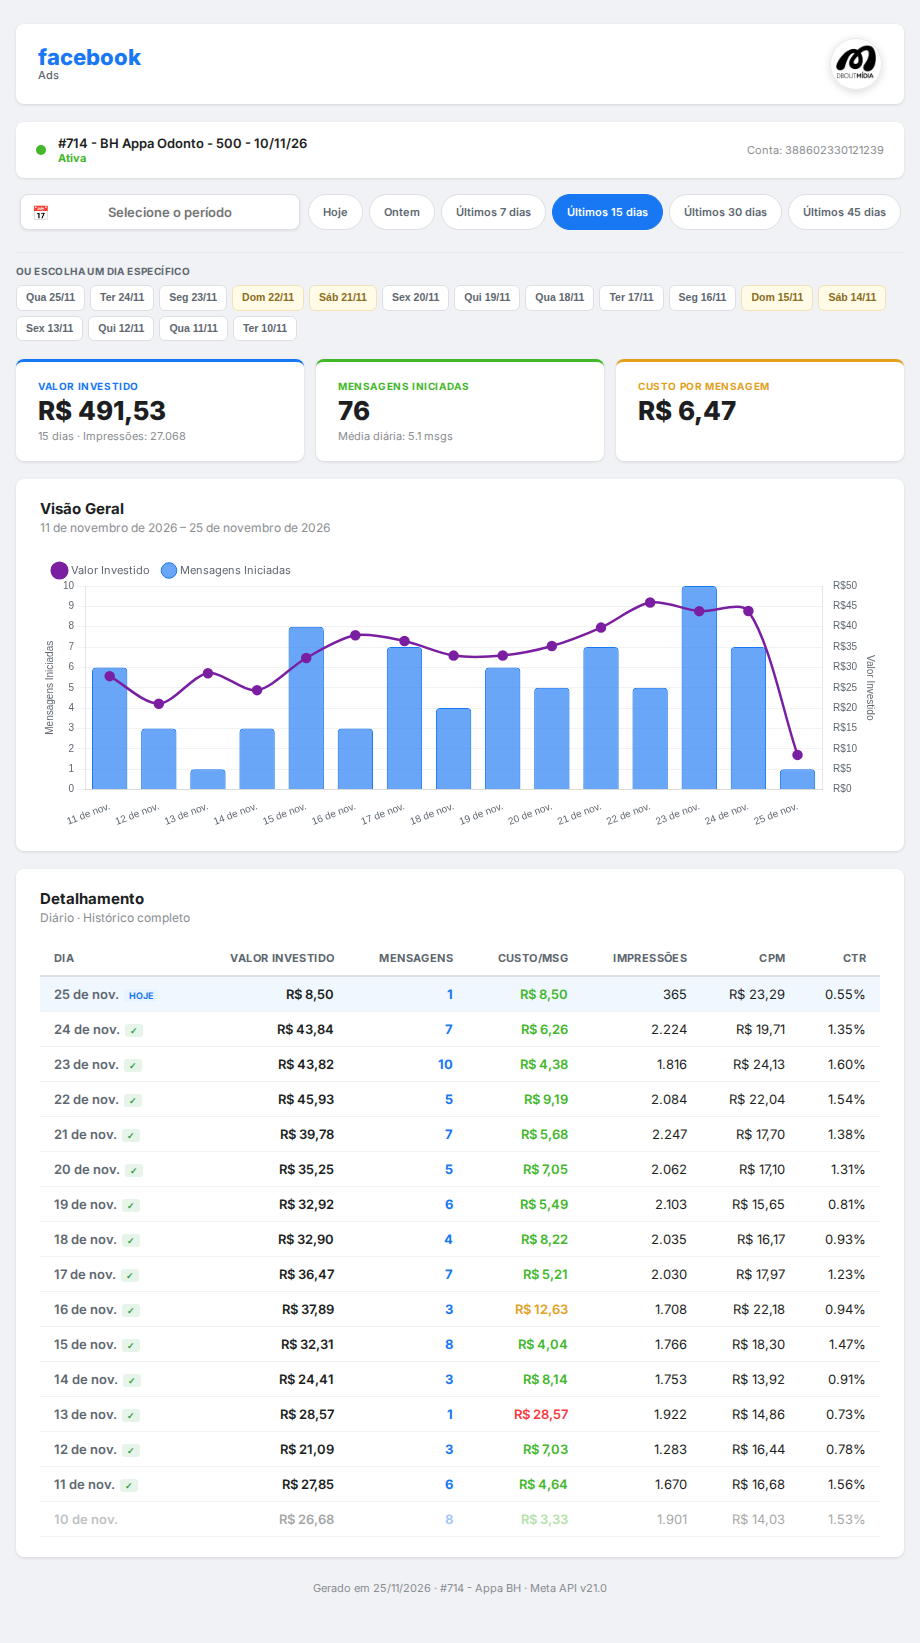 facebook
Ads
DBOUTMÍDIA
#714 - BH Appa Odonto - 500 - 10/11/26
Ativa
Conta: 388602330121239
Selecione o período
Hoje
Ontem
Últimos 7 dias
Últimos 15 dias
Últimos 30 dias
Últimos 45 dias
OU ESCOLHA UM DIA ESPECÍFICO
Qua 25/11
Ter 24/11
Seg 23/11
Dom 22/11
Sáb 21/11
Sex 20/11
Qui 19/11
Qua 18/11
Ter 17/11
Seg 16/11
Dom 15/11
Sáb 14/11
Sex 13/11
Qui 12/11
Qua 11/11
Ter 10/11
VALOR INVESTIDO
R$ 491,53
15 dias · Impressões: 27.068
MENSAGENS INICIADAS
76
Média diária: 5.1 msgs
CUSTO POR MENSAGEM
R$ 6,47
Visão Geral
11 de novembro de 2026 – 25 de novembro de 2026
Valor Investido
Mensagens Iniciadas
Mensagens Iniciadas
10
9
8
7
6
5
4
3
2
1
0
R$50
R$45
R$40
R$35
R$30
R$25
R$20
R$15
R$10
R$5
R$0
Valor Investido
11 de nov.
12 de nov.
13 de nov.
14 de nov.
15 de nov.
16 de nov.
17 de nov.
18 de nov.
19 de nov.
20 de nov.
21 de nov.
22 de nov.
23 de nov.
24 de nov.
25 de nov.
Detalhamento
Diário · Histórico completo
DIA VALOR INVESTIDO MENSAGENS CUSTO/MSG IMPRESSÕES CPM CTR
25 de nov. HOJE R$ 8,50 1 R$ 8,50 365 R$ 23,29 0.55%
24 de nov. ✓ R$ 43,84 7 R$ 6,26 2.224 R$ 19,71 1.35%
23 de nov. ✓ R$ 43,82 10 R$ 4,38 1.816 R$ 24,13 1.60%
22 de nov. ✓ R$ 45,93 5 R$ 9,19 2.084 R$ 22,04 1.54%
21 de nov. ✓ R$ 39,78 7 R$ 5,68 2.247 R$ 17,70 1.38%
20 de nov. ✓ R$ 35,25 5 R$ 7,05 2.062 R$ 17,10 1.31%
19 de nov. ✓ R$ 32,92 6 R$ 5,49 2.103 R$ 15,65 0.81%
18 de nov. ✓ R$ 32,90 4 R$ 8,22 2.035 R$ 16,17 0.93%
17 de nov. ✓ R$ 36,47 7 R$ 5,21 2.030 R$ 17,97 1.23%
16 de nov. ✓ R$ 37,89 3 R$ 12,63 1.708 R$ 22,18 0.94%
15 de nov. ✓ R$ 32,31 8 R$ 4,04 1.766 R$ 18,30 1.47%
14 de nov. ✓ R$ 24,41 3 R$ 8,14 1.753 R$ 13,92 0.91%
13 de nov. ✓ R$ 28,57 1 R$ 28,57 1.922 R$ 14,86 0.73%
12 de nov. ✓ R$ 21,09 3 R$ 7,03 1.283 R$ 16,44 0.78%
11 de nov. ✓ R$ 27,85 6 R$ 4,64 1.670 R$ 16,68 1.56%
10 de nov. R$ 26,68 8 R$ 3,33 1.901 R$ 14,03 1.53%
Gerado em 25/11/2026 · #714 - Appa BH · Meta API v21.0